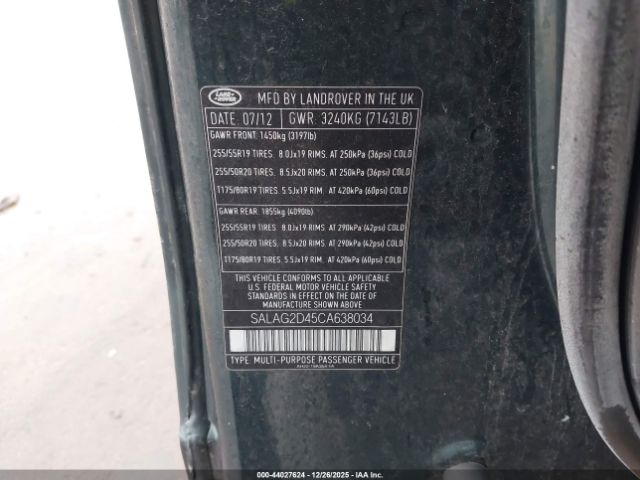 LAND ROVER
MFD BY LANDROVER IN THE UK
DATE: 07/12 GWR: 3240KG (7143LB)
GAWR FRONT: 1450kg (3197lb)
255/55R19 TIRES. 8.0Jx19 RIMS. AT 250kPa (36psi) COLD
255/50R20 TIRES. 8.5Jx20 RIMS. AT 250kPa (36psi) COLD
T175/80R19 TIRES. 5.5Jx19 RIM. AT 420kPa (60psi) COLD
GAWR REAR: 1855kg (4090lb)
255/55R19 TIRES. 8.0Jx19 RIMS. AT 290kPa (42psi) COLD
255/50R20 TIRES. 8.5Jx20 RIMS. AT 290kPa (42psi) COLD
T175/80R19 TIRES. 5.5Jx19 RIM. AT 420kPa (60psi) COLD
THIS VEHICLE CONFORMS TO ALL APPLICABLE
U.S. FEDERAL MOTOR VEHICLE SAFETY
STANDARDS IN EFFECT ON THE DATE OF
MANUFACTURE SHOWN ABOVE
SALAG2D45CA638034
TYPE: MULTI-PURPOSE PASSENGER VEHICLE
000-44027624 12/26/2025 IAAI.COM